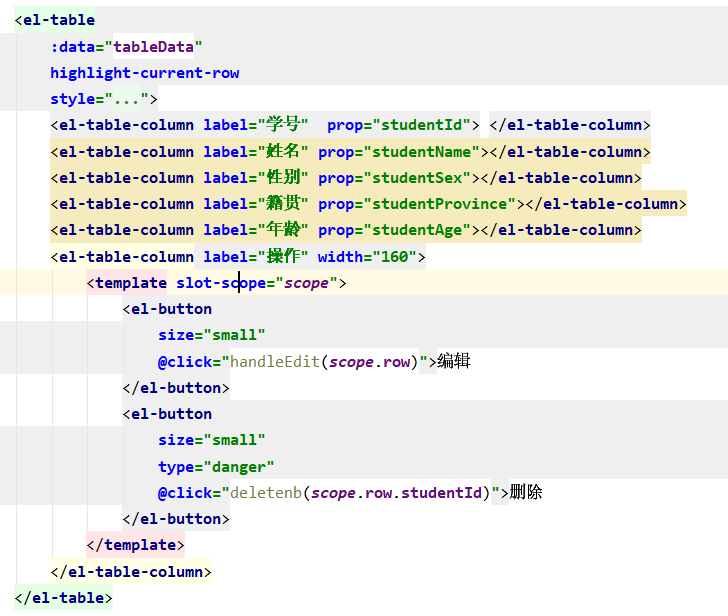 <el-table
:data="tableData"
highlight-current-row
style="...">
<el-table-column label="学号"  prop="studentId"> </el-table-column>
<el-table-column label="姓名" prop="studentName"></el-table-column>
<el-table-column label="性别" prop="studentSex"></el-table-column>
<el-table-column label="籍贯" prop="studentProvince"></el-table-column>
<el-table-column label="年龄" prop="studentAge"></el-table-column>
<el-table-column label="操作" width="160">
<template slot-scope="scope">
<el-button
size="small"
@click="handleEdit(scope.row)">编辑
</el-button>
<el-button
size="small"
type="danger"
@click="deletenb(scope.row.studentId)">删除
</el-button>
</template>
</el-table-column>
</el-table>